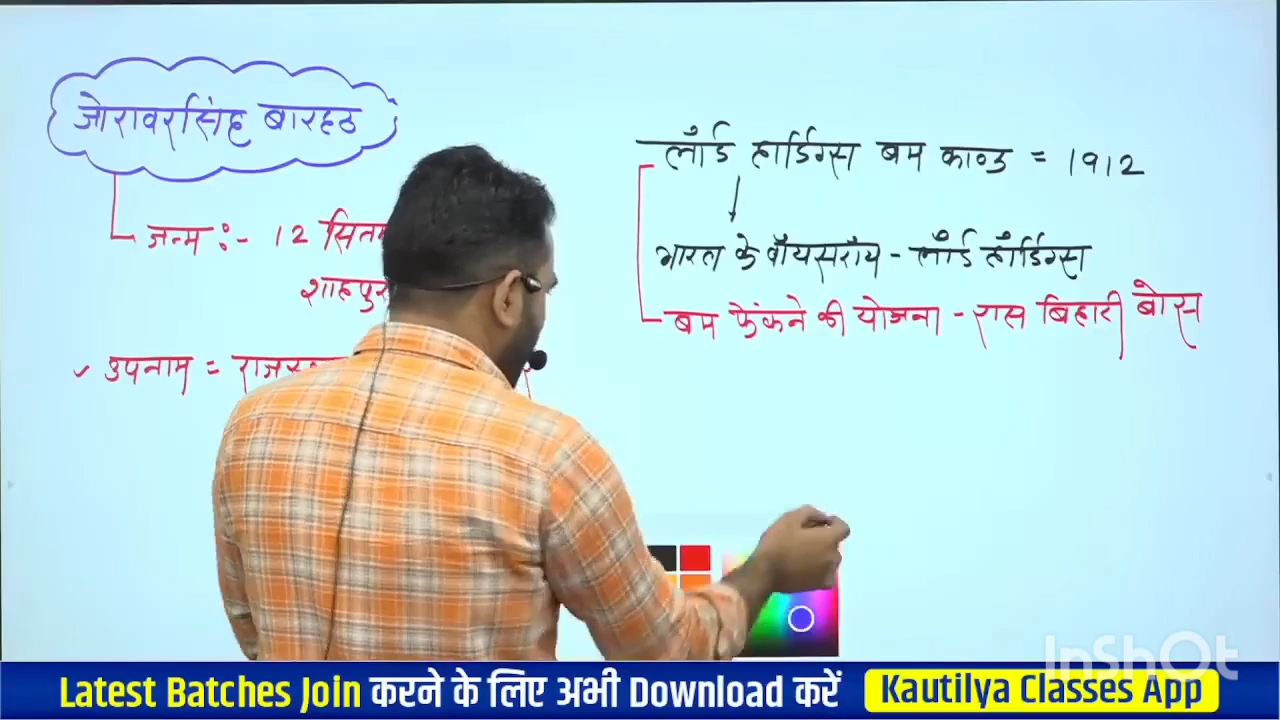 जोरावरसिंह बारहठ
जन्म :- 12
उपनाम =
लॉर्ड हार्डिंग्स बम काण्ड = 1912
भारत के वॉयसरॉय - लॉर्ड हॉर्डिंग्स
बम फेंकने की योजना - रास बिहारी बोस
Latest Batches Join करने के लिए अभी Download करें
Kautilya Classes App
InShOt